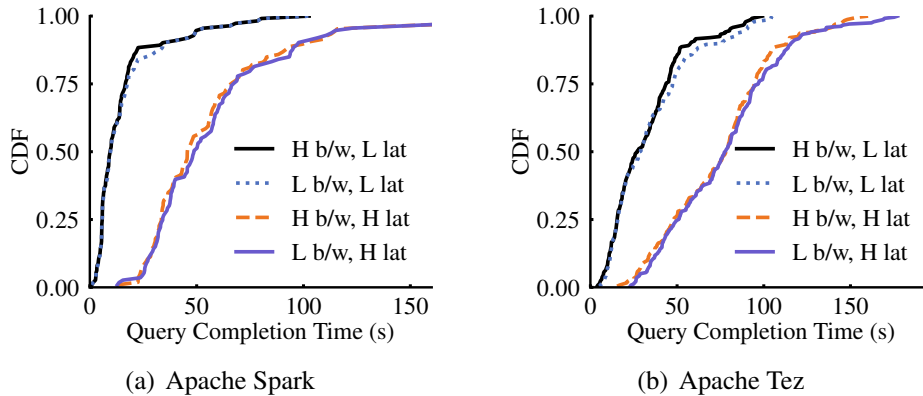 1.00
0.75
0.50
0.25
0.00
CDF
H b/w, L lat
L b/w, L lat
H b/w, H lat
L b/w, H lat
0 50 100 150
Query Completion Time (s)
(a) Apache Spark
1.00
0.75
0.50
0.25
0.00
CDF
H b/w, L lat
L b/w, L lat
H b/w, H lat
L b/w, H lat
0 50 100 150
Query Completion Time (s)
(b) Apache Tez